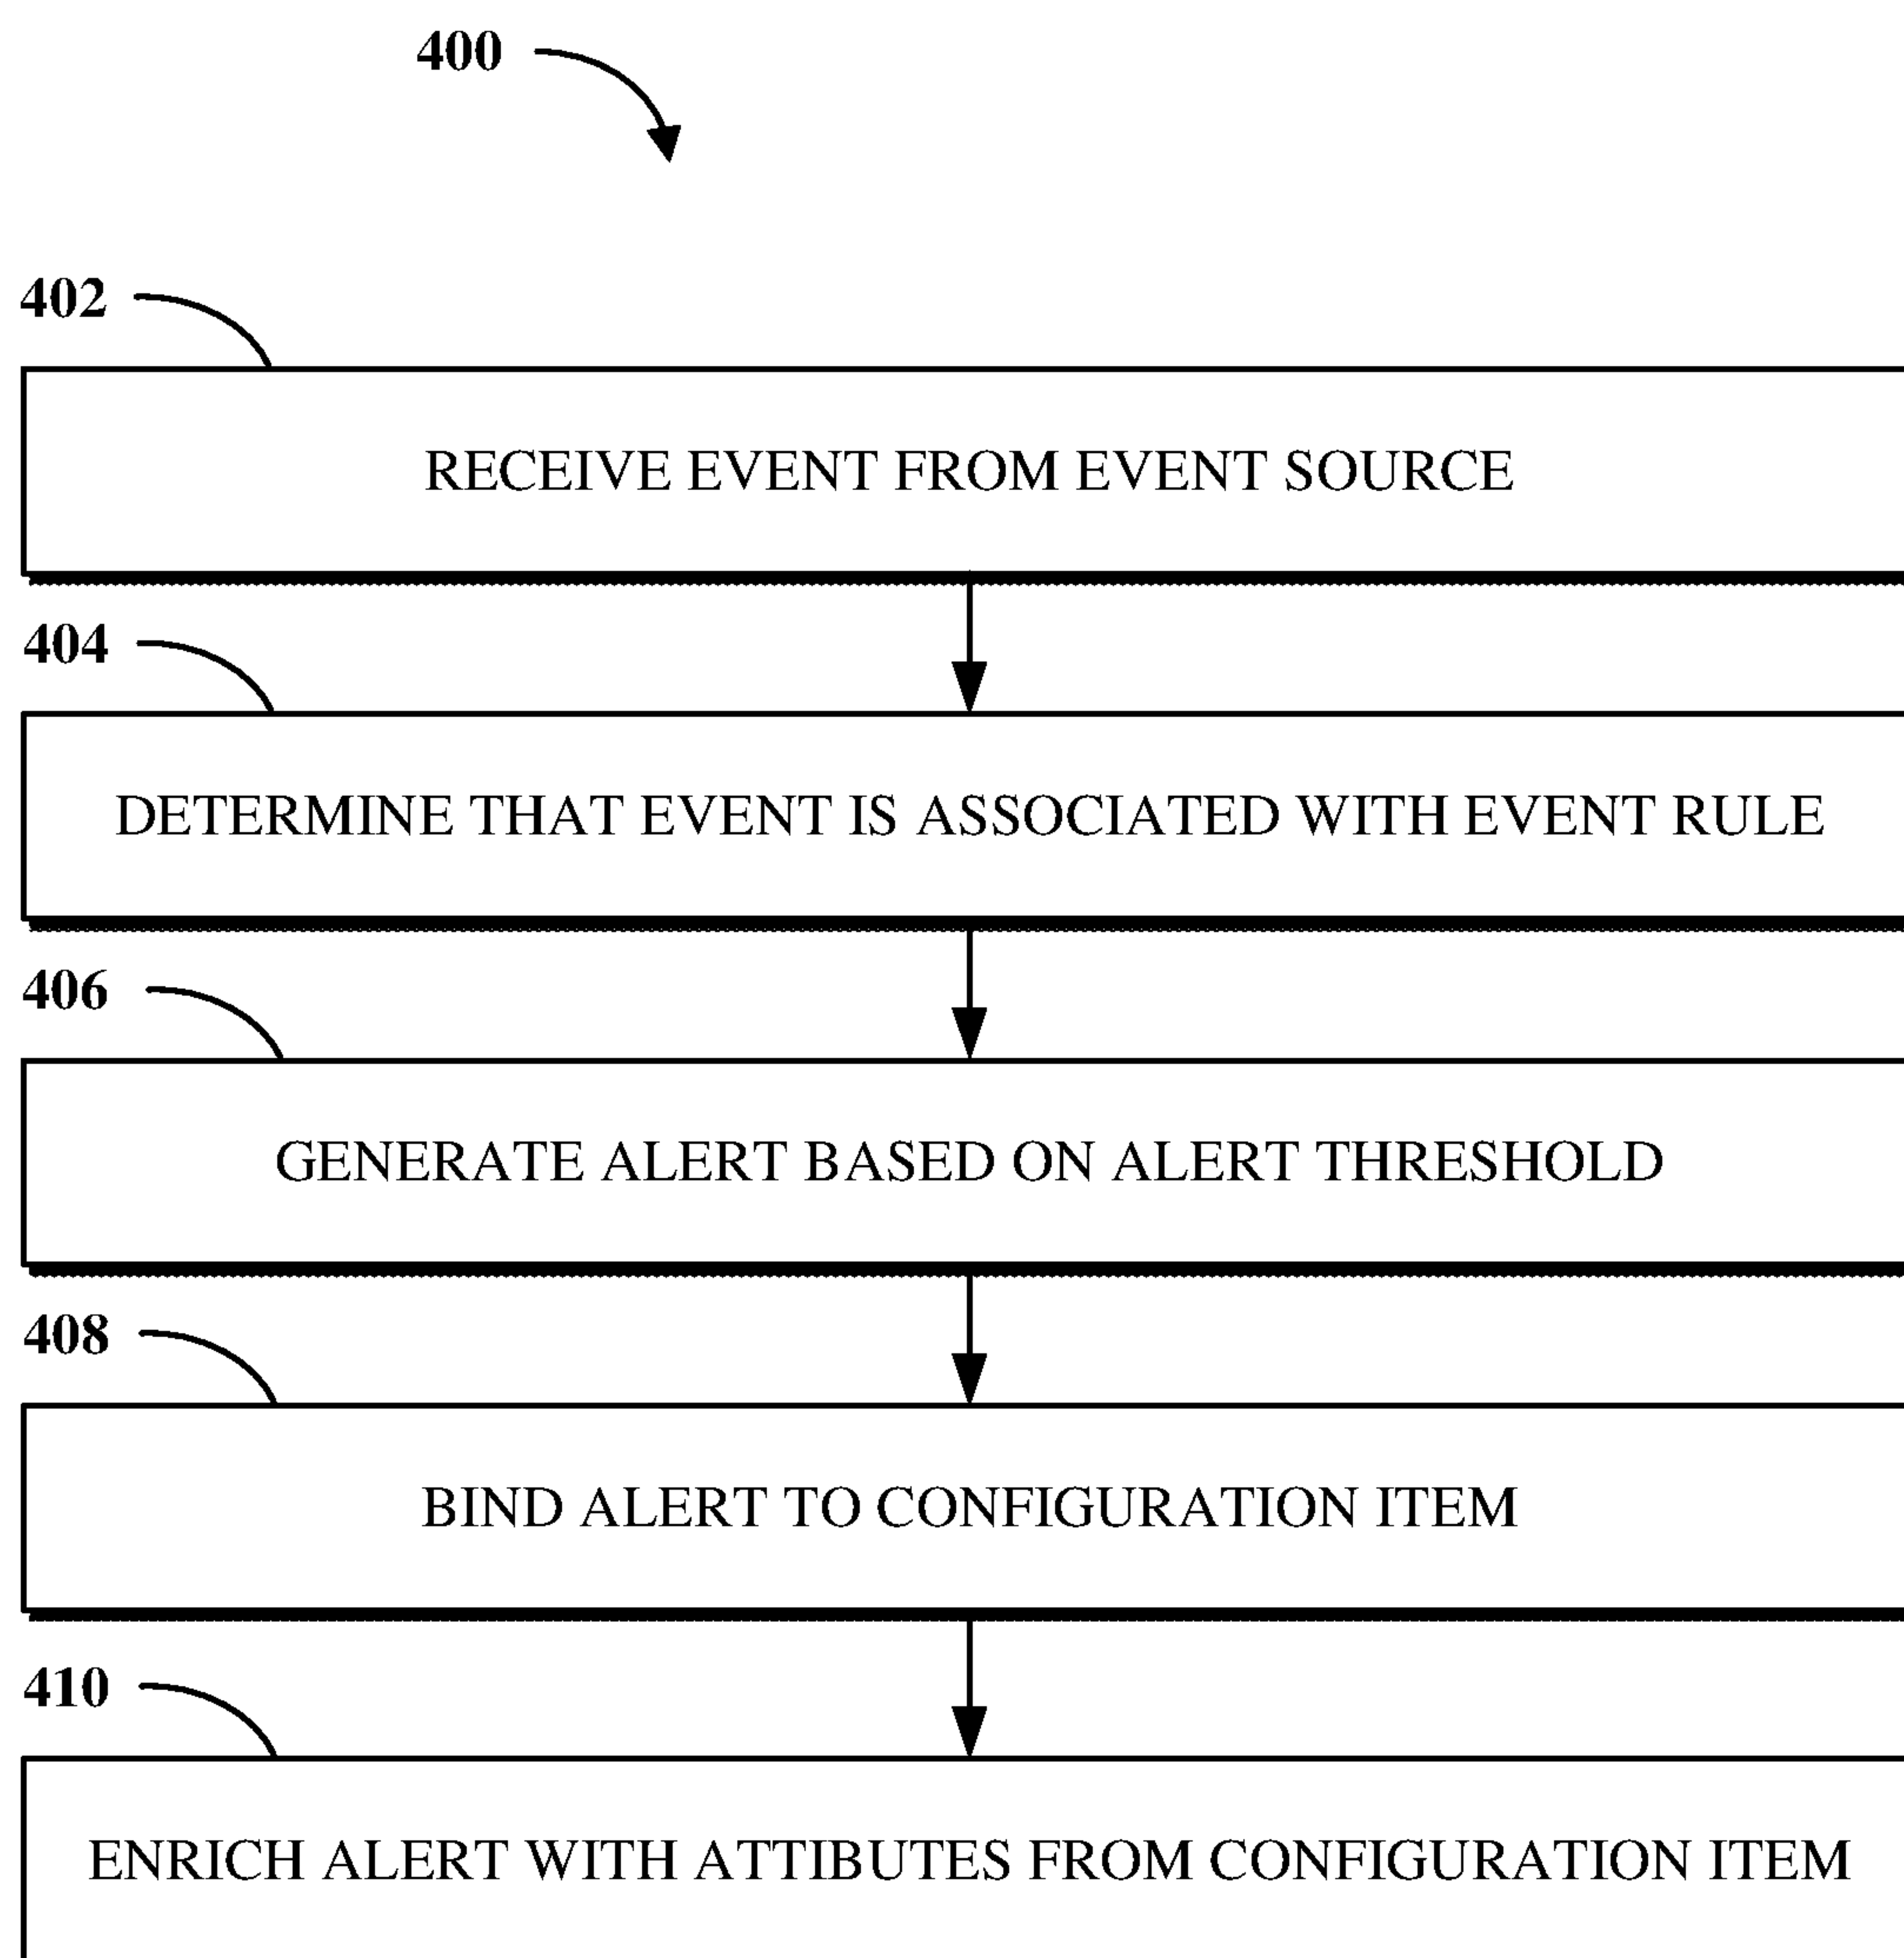 400
402
RECEIVE EVENT FROM EVENT SOURCE
404
DETERMINE THAT EVENT IS ASSOCIATED WITH EVENT RULE
406
GENERATE ALERT BASED ON ALERT THRESHOLD
408
BIND ALERT TO CONFIGURATION ITEM
410
ENRICH ALERT WITH ATTIBUTES FROM CONFIGURATION ITEM